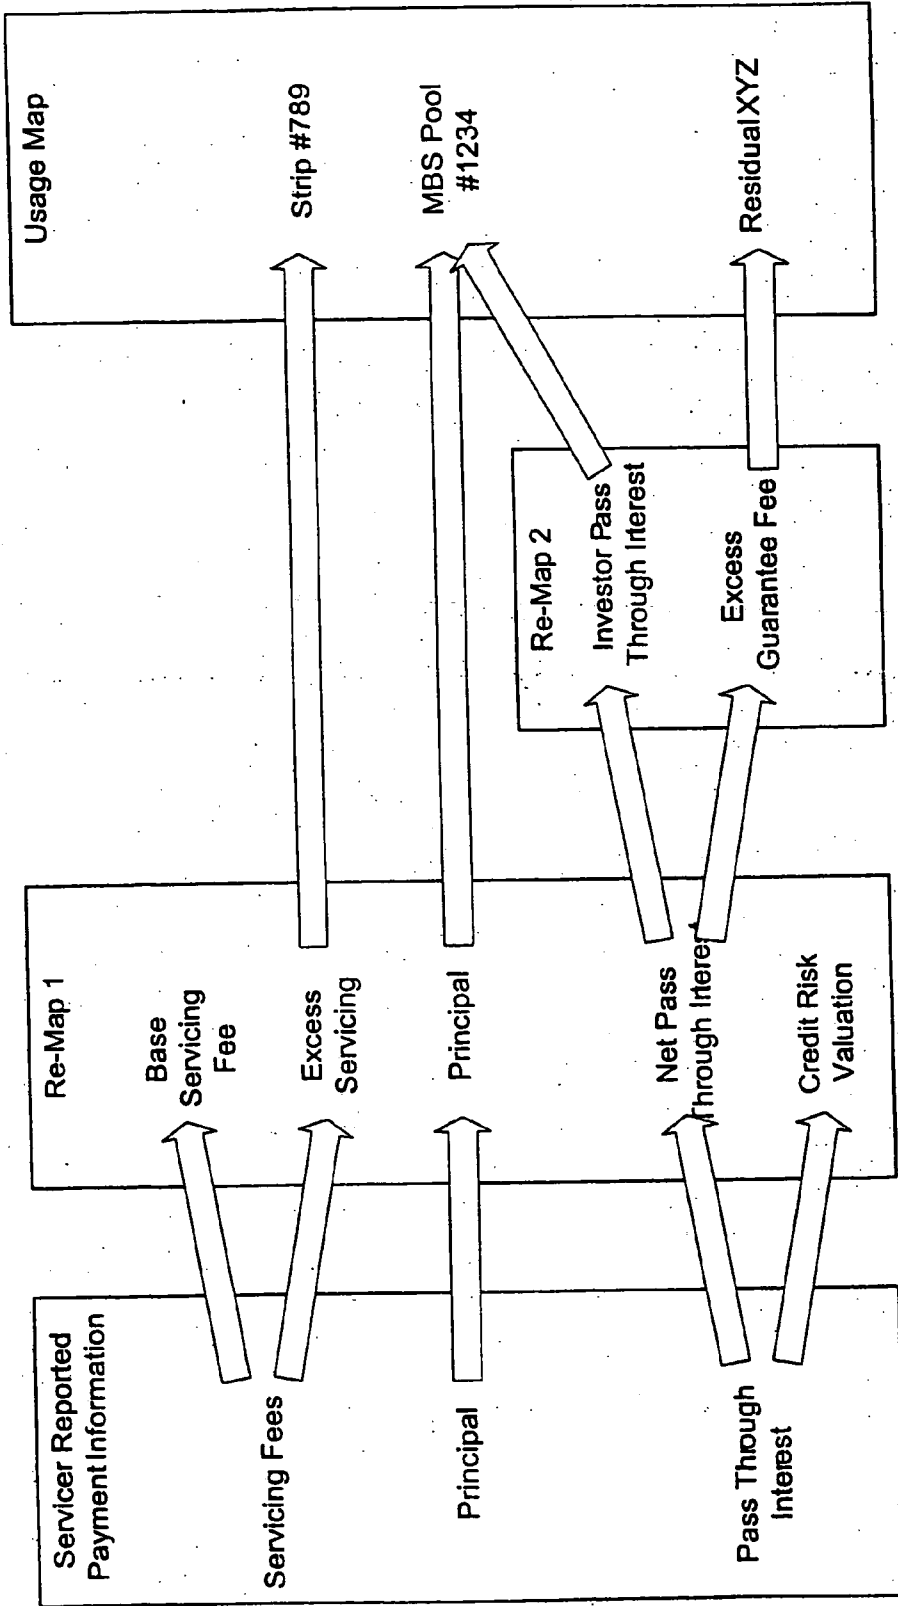 Servicer Reported
Payment Information
Servicing Fees
Principal
Pass Through
Interest
Re-Map 1
Base
Servicing
Fee
Excess
Servicing
Principal
Net Pass
Through Interest
Credit Risk
Valuation
Re-Map 2
Investor Pass
Through Interest
Excess
Guarantee Fee
Usage Map
Strip #789
MBS Pool
#1234
Residual XYZ